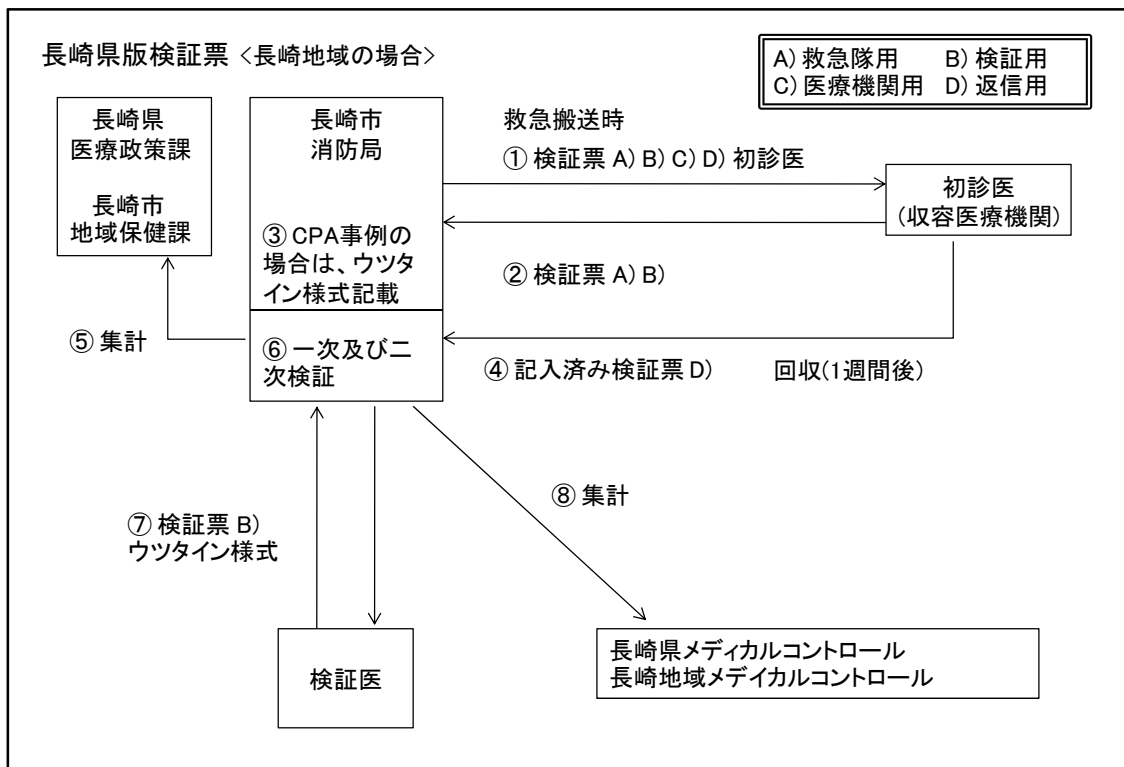 長崎県版検証票 <長崎地域の場合>
A) 救急隊用 B) 検証用
C) 医療機関用 D) 返信用
長崎県
医療政策課
長崎市
地域保健課
長崎市
消防局
③ CPA事例の
場合は、ウツタ
イン様式記載
⑥ 一次及び二
次検証
救急搬送時
① 検証票 A) B) C) D) 初診医
初診医
(収容医療機関)
② 検証票 A) B)
④ 記入済み検証票 D) 回収(1週間後)
⑤ 集計
⑦ 検証票 B)
ウツタイン様式
⑧ 集計
検証医
長崎県メディカルコントロール
長崎地域メデイカルコントロール